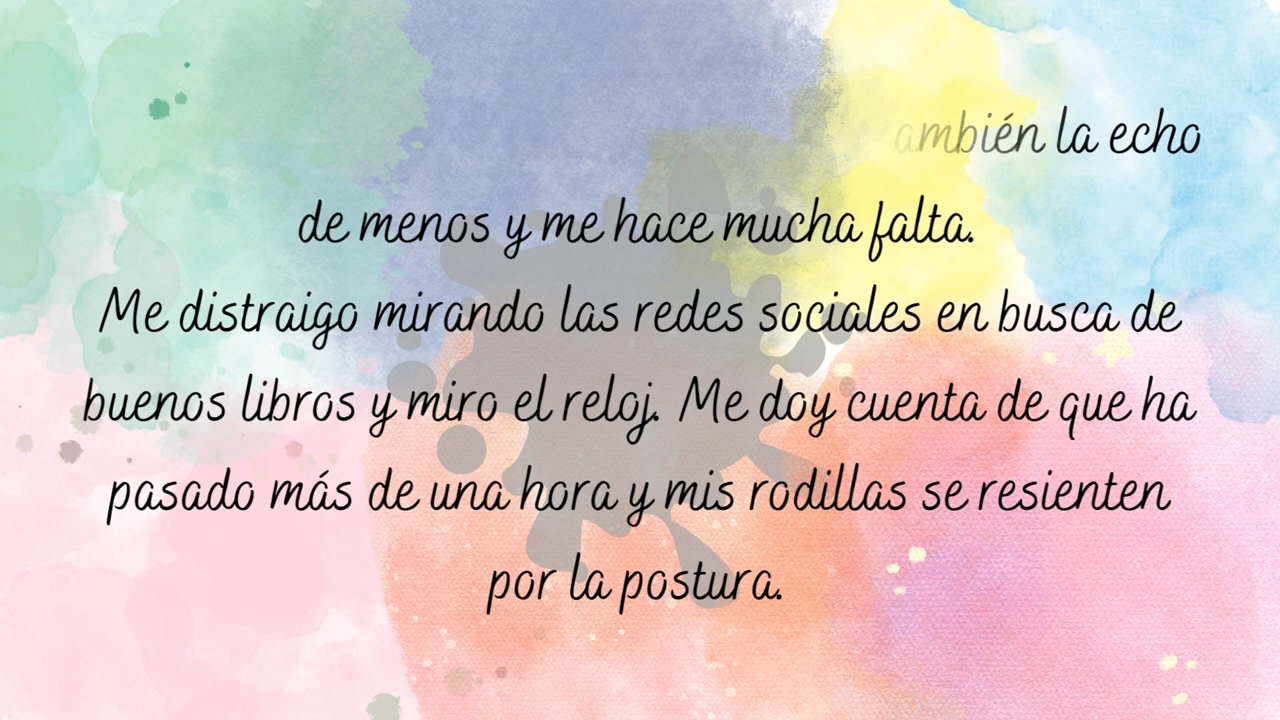 ambién la echo
de menos y me hace mucha falta.
Me distraigo mirando las redes sociales en busca de
buenos libros y miro el reloj. Me doy cuenta de que ha
pasado más de una hora y mis rodillas se resienten
por la postura.